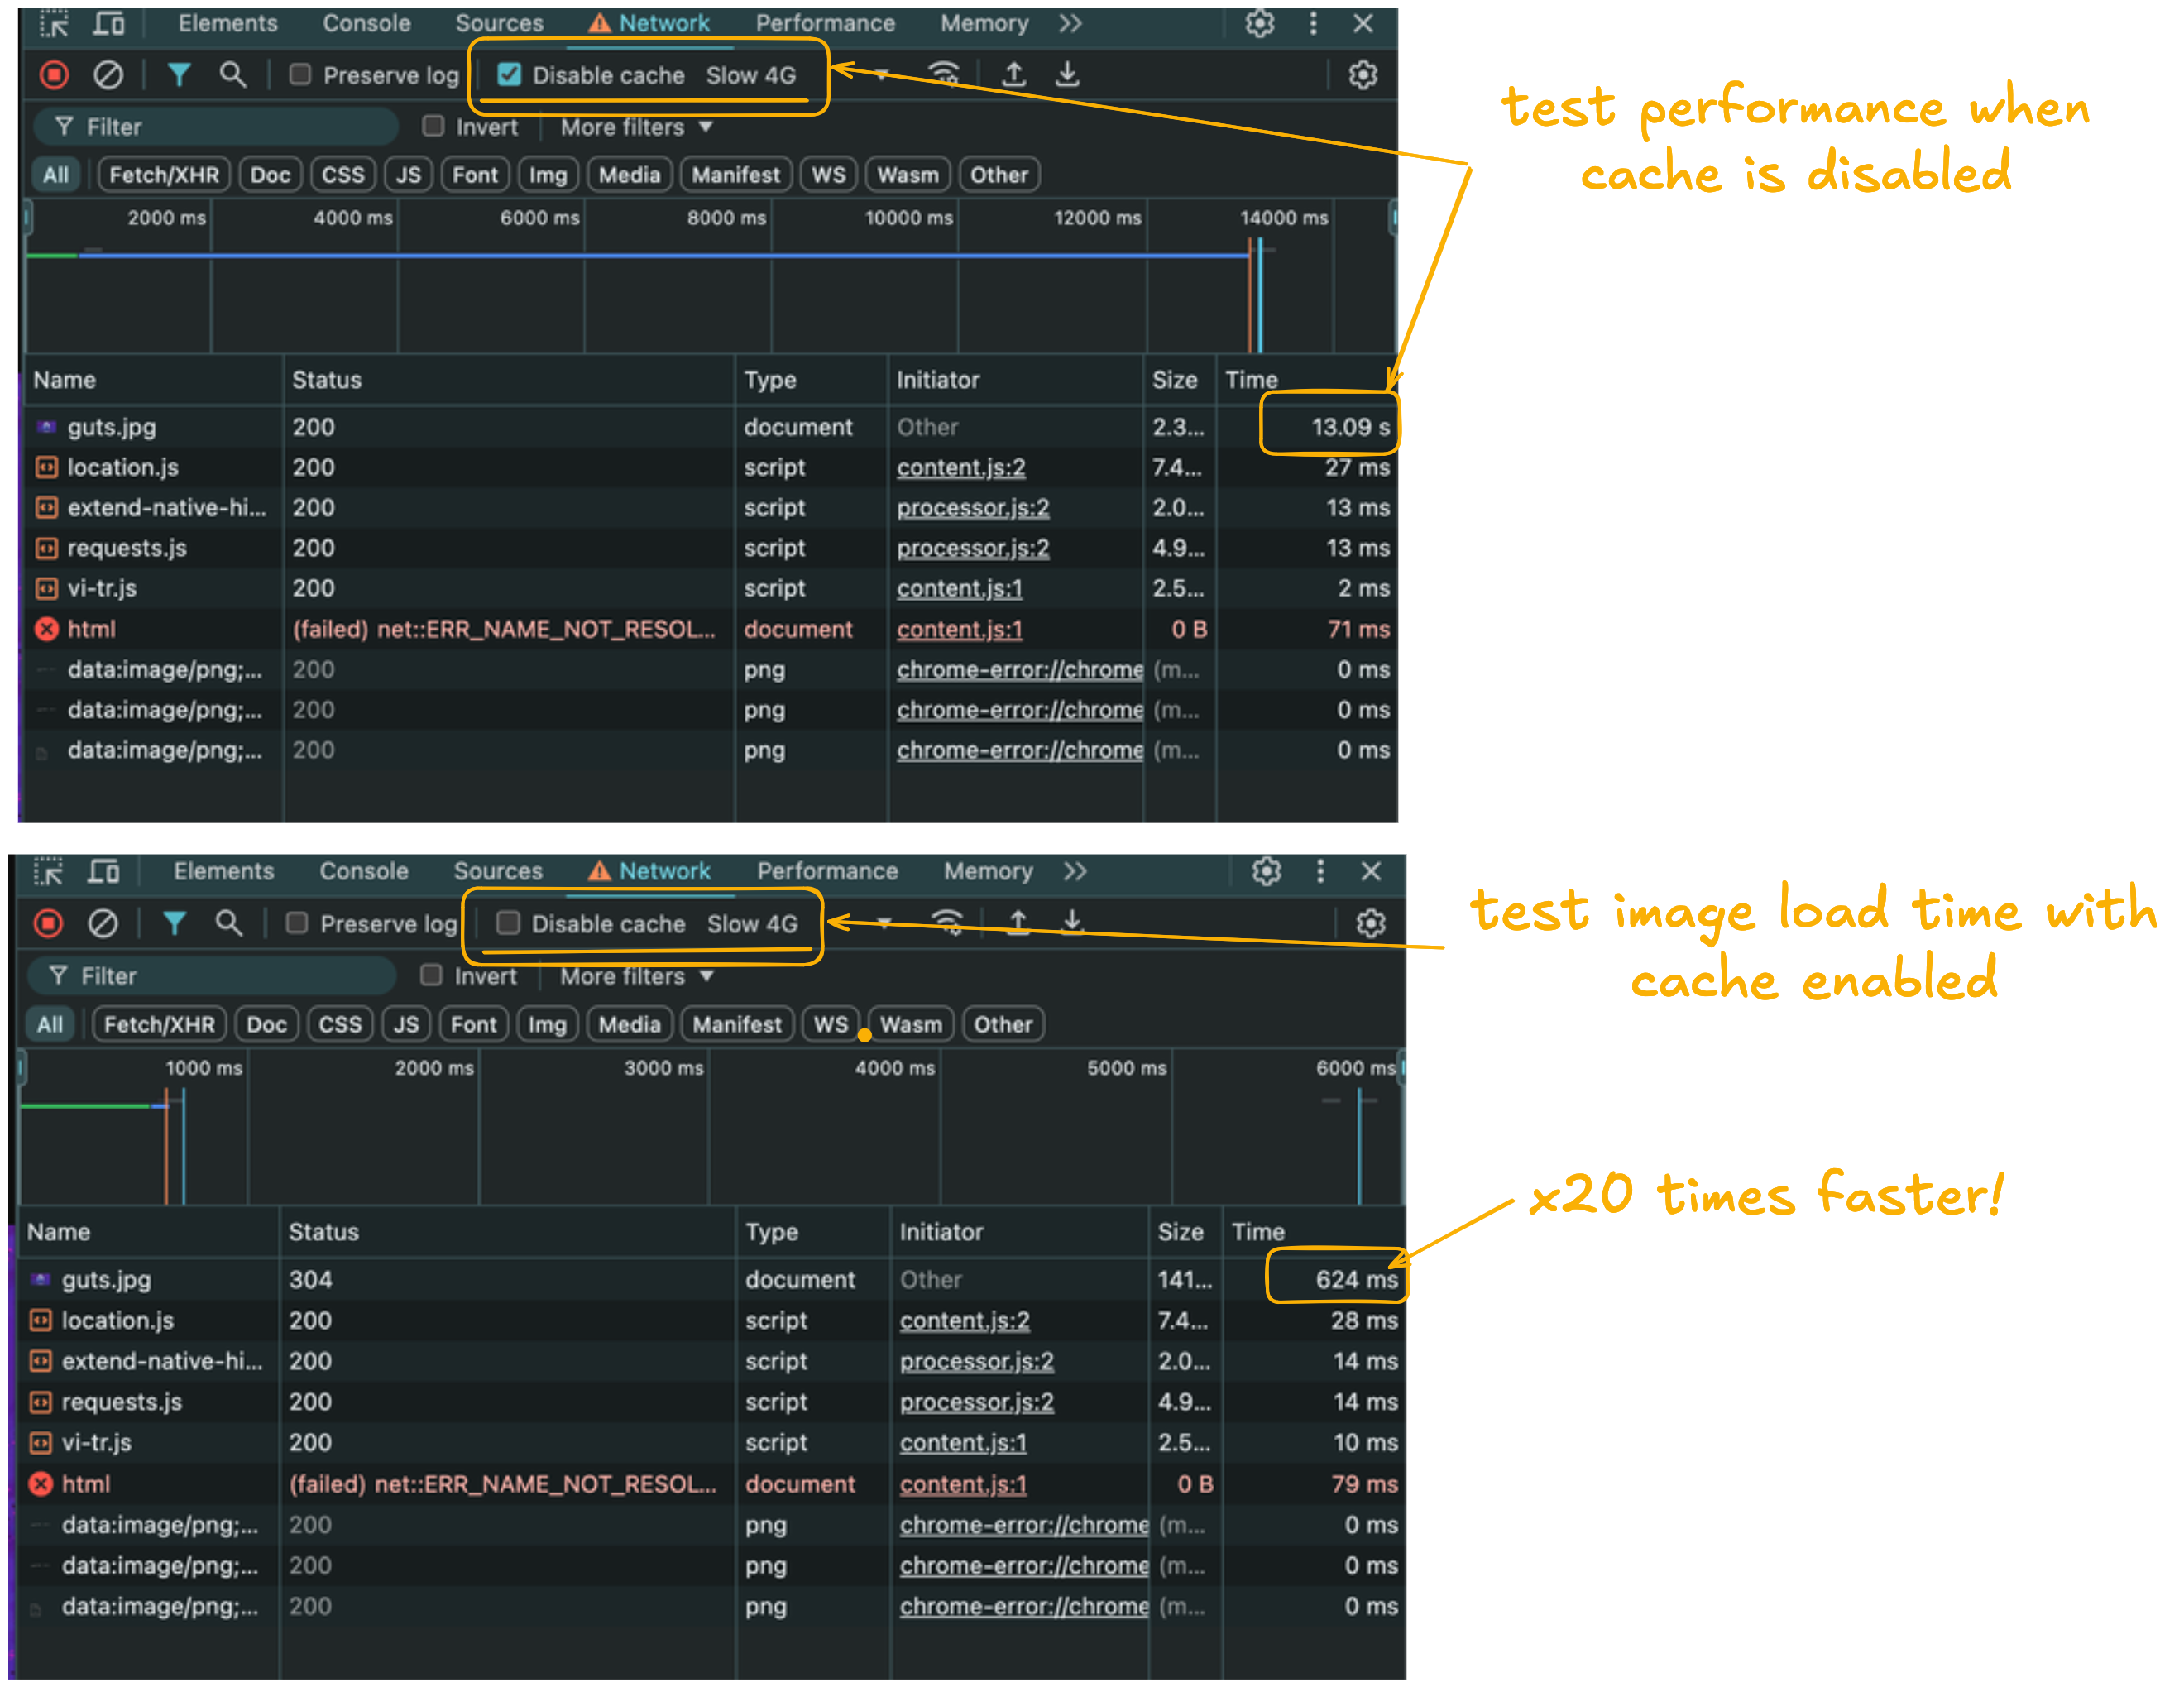 Elements Console Sources Network Performance Memory
Preserve log Disable cache Slow 4G
Filter Invert More filters
All Fetch/XHR Doc CSS JS Font Img Media Manifest WS Wasm Other
2000 ms 4000 ms 6000 ms 8000 ms 10000 ms 12000 ms 14000 ms
Name Status Type Initiator Size Time
guts.jpg 200 document Other 2.3... 13.09 s
location.js 200 script content.js:2 7.4... 27 ms
extend-native-hi... 200 script processor.js:2 2.0... 13 ms
requests.js 200 script processor.js:2 4.9... 13 ms
vi-tr.js 200 script content.js:1 2.5... 2 ms
html (failed) net::ERR_NAME_NOT_RESOL... document content.js:1 0 B 71 ms
data:image/png;... 200 png chrome-error://chrome (m... 0 ms
data:image/png;... 200 png chrome-error://chrome (m... 0 ms
data:image/png;... 200 png chrome-error://chrome (m... 0 ms
test performance when
cache is disabled
Elements Console Sources Network Performance Memory
Preserve log Disable cache Slow 4G
Filter Invert More filters
All Fetch/XHR Doc CSS JS Font Img Media Manifest WS Wasm Other
1000 ms 2000 ms 3000 ms 4000 ms 5000 ms 6000 ms
Name Status Type Initiator Size Time
guts.jpg 304 document Other 141... 624 ms
location.js 200 script content.js:2 7.4... 28 ms
extend-native-hi... 200 script processor.js:2 2.0... 14 ms
requests.js 200 script processor.js:2 4.9... 14 ms
vi-tr.js 200 script content.js:1 2.5... 10 ms
html (failed) net::ERR_NAME_NOT_RESOL... document content.js:1 0 B 79 ms
data:image/png;... 200 png chrome-error://chrome (m... 0 ms
data:image/png;... 200 png chrome-error://chrome (m... 0 ms
data:image/png;... 200 png chrome-error://chrome (m... 0 ms
test image load time with
cache enabled
x20 times faster!